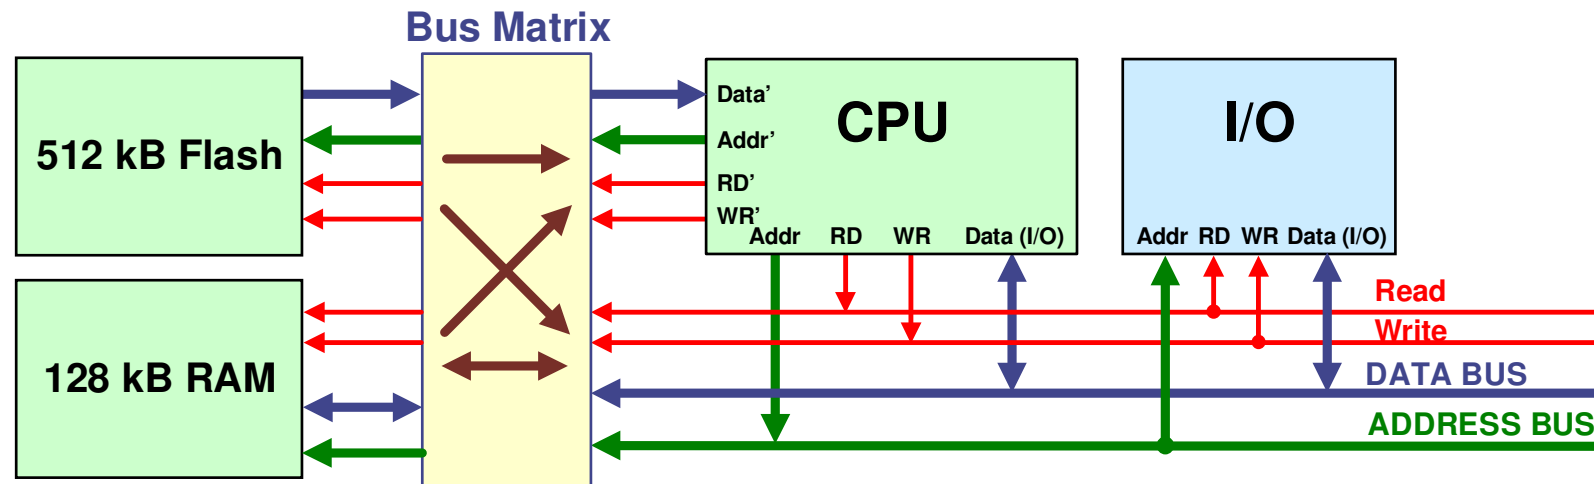 Bus Matrix
512 kB Flash
128 kB RAM
CPU
Data’
Addr’
RD’
WR’
Addr RD WR Data (I/O)
I/O
Addr RD WR Data (I/O)
Read
Write
DATA BUS
ADDRESS BUS